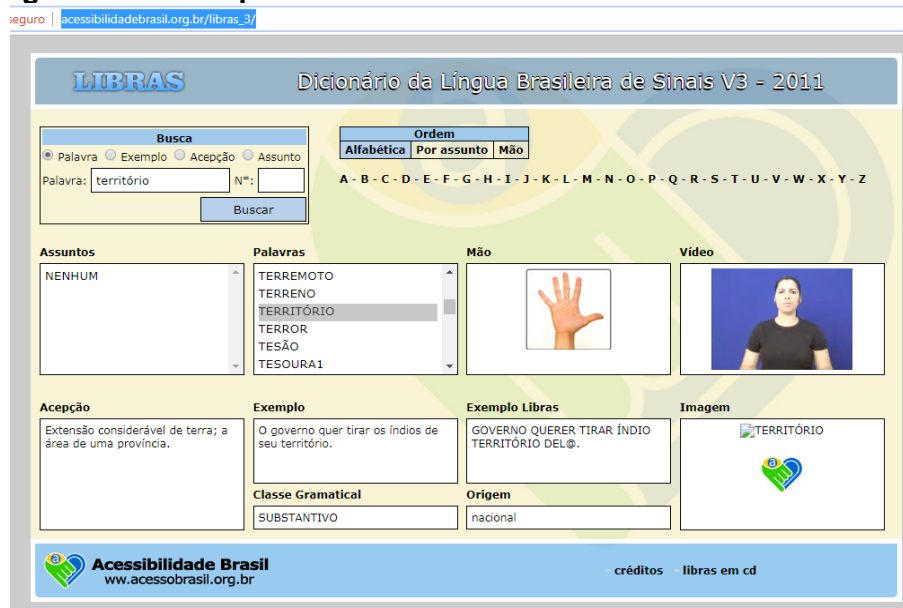 seguro | acessibilidadebrasil.org.br/libras_3/
LIBRAS
Dicionário da Língua Brasileira de Sinais V3 - 2011
Busca
Palavra Exemplo Acepção Assunto
Palavra: território Nº:
Buscar
Ordem
Alfabética Por assunto Mão
A - B - C - D - E - F - G - H - I - J - K - L - M - N - O - P - Q - R - S - T - U - V - W - X - Y - Z
Assuntos
NENHUM
Palavras
TERREMOTO
TERRENO
TERRITÓRIO
TERROR
TESÃO
TESOURA1
Mão
Vídeo
Acepção
Extensão considerável de terra; a
área de uma província.
Exemplo
O governo quer tirar os índios de
seu território.
Exemplo Libras
GOVERNO QUERER TIRAR ÍNDIO
TERRITÓRIO DEL@.
Imagem
TERRITÓRIO
Classe Gramatical
SUBSTANTIVO
Origem
nacional
Acessibilidade Brasil
ww.acessobrasil.org.br
- créditos - libras em cd